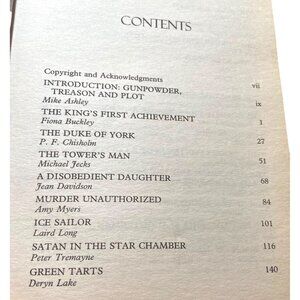 CONTENTS
Copyright and Acknowledgments vii
INTRODUCTION: GUNPOWDER,
TREASON AND PLOT ix
Mike Ashley
THE KING'S FIRST ACHIEVEMENT 1
Fiona Buckley
THE DUKE OF YORK 27
P. F. Chisholm
THE TOWER'S MAN 51
Michael Jecks
A DISOBEDIENT DAUGHTER 68
Jean Davidson
MURDER UNAUTHORIZED 84
Amy Myers
ICE SAILOR 101
Laird Long
SATAN IN THE STAR CHAMBER 116
Peter Tremayne
GREEN TARTS 140
Deryn Lake